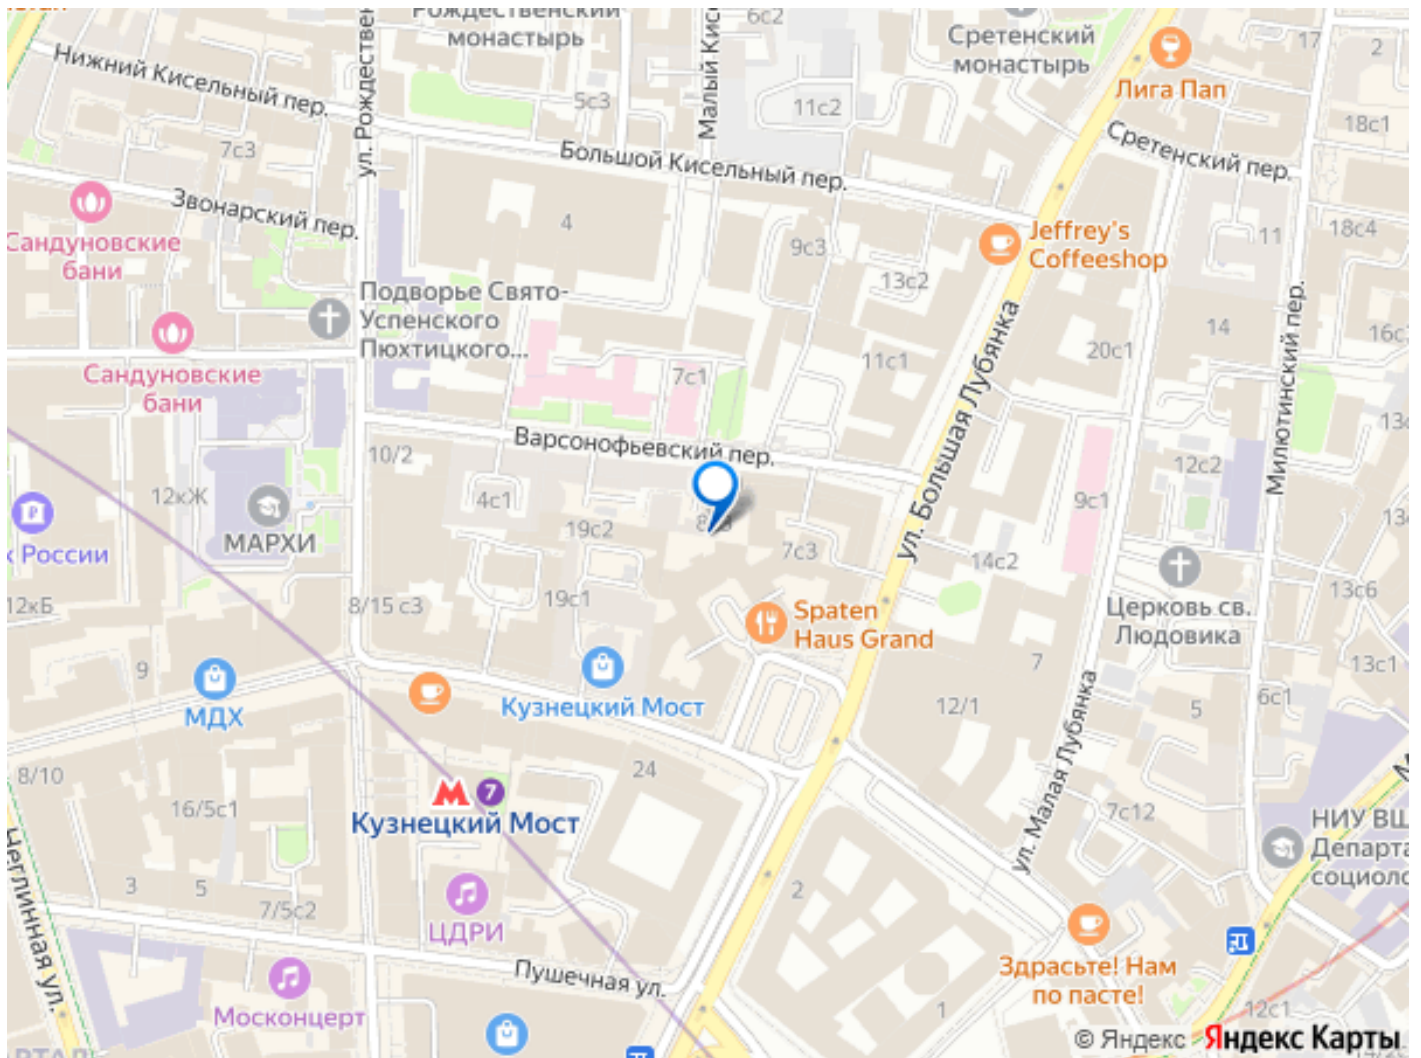 Рождественский
монастырь
6с2
Сретенский
монастырь
17
2
Нижний Кисельный пер.
ул. Рождествен
Малый Кис
5с3
11с2
Лига Пап
18с1
7с3
Большой Кисельный пер.
Сретенский пер.
Звонарский пер.
4
9с3
Jeffrey's
Coffeeshop
11
18с4
Сандуновские
бани
13с2
Подворье Свято-
Успенского
Пюхтицкого...
14
16с
Сандуновские
бани
7с1
11с1
20с1
ул. Большая Лубянка
Милютинский пер.
Варсонофьевский пер.
10/2
12с2
12кЖ
4с1
9с1
МАРХИ
19с2
7с3
14с2
к России
13с6
12кБ
8/15 с3
19с1
Spaten
Haus Grand
Церковь св.
Людовика
9
7
13с1
МДХ
Кузнецкий Мост
12/1
5
6с1
ул. Малая Лубянка
8/10
24
16/5с1
7
Кузнецкий Мост
7с12
НИУ ВШ
Департа
социоло
Неглинная ул.
3
5
7/5с2
2
ЦДРИ
Пушечная ул.
Здрасьте! Нам
по пасте!
Москонцерт
1
12с1
© Яндекс Яндекс Карты